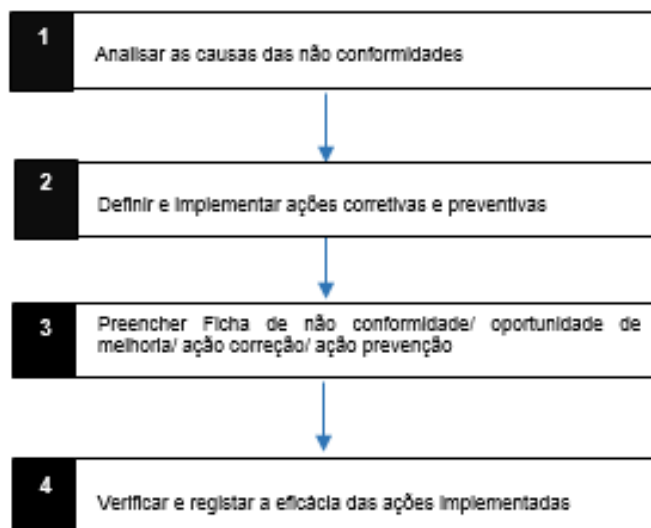 1
Analisar as causas das não conformidades
2
Definir e implementar ações corretivas e preventivas
3
Preencher Ficha de não conformidade/ oportunidade de
melhoria/ ação correção/ ação prevenção
4
Verificar e registar a eficácia das ações implementadas